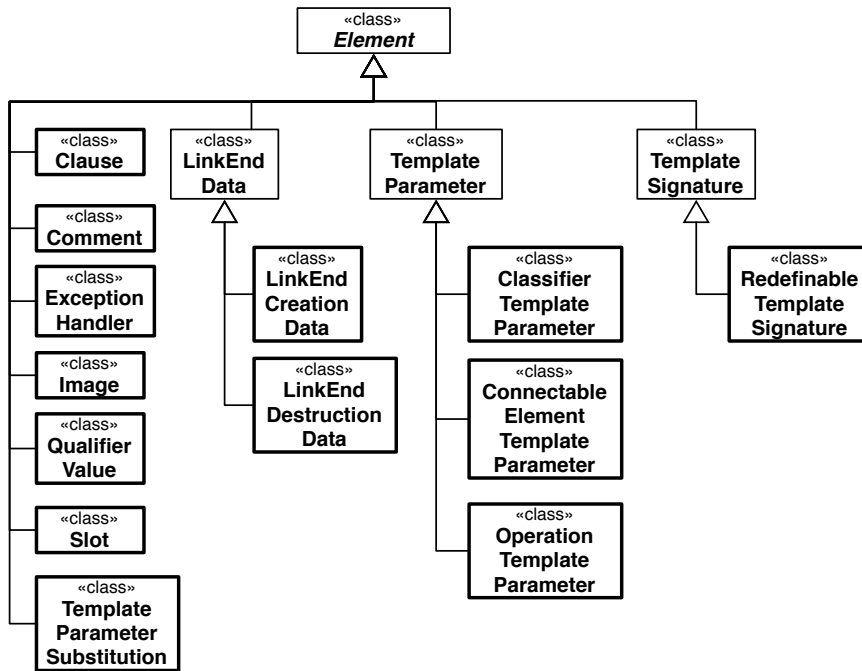 «class»
Element
«class»
Clause
«class»
Comment
«class»
Exception
Handler
«class»
Image
«class»
Qualifier
Value
«class»
Slot
«class»
Template
Parameter
Substitution
«class»
LinkEnd
Data
«class»
LinkEnd
Creation
Data
«class»
LinkEnd
Destruction
Data
«class»
Template
Parameter
«class»
Classifier
Template
Parameter
«class»
Connectable
Element
Template
Parameter
«class»
Operation
Template
Parameter
«class»
Template
Signature
«class»
Redefinable
Template
Signature